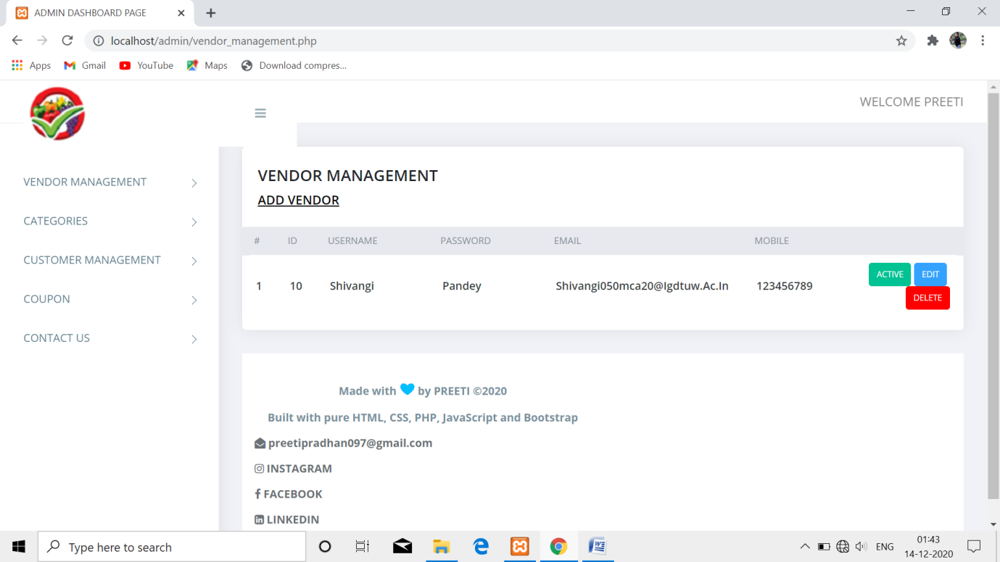 ADMIN DASHBOARD PAGE
localhost/admin/vendor_management.php
Apps Gmail YouTube Maps Download compres...
WELCOME PREETI
VENDOR MANAGEMENT
CATEGORIES
CUSTOMER MANAGEMENT
COUPON
CONTACT US
VENDOR MANAGEMENT
ADD VENDOR
# ID USERNAME PASSWORD EMAIL MOBILE
1 10 Shivangi Pandey Shivangi050mca20@Igdtuw.Ac.In 123456789 ACTIVE EDIT
DELETE
Made with by PREETI ©2020
Built with pure HTML, CSS, PHP, JavaScript and Bootstrap
preetipradhan097@gmail.com
INSTAGRAM
FACEBOOK
LINKEDIN
Type here to search
ENG
01:43
14-12-2020